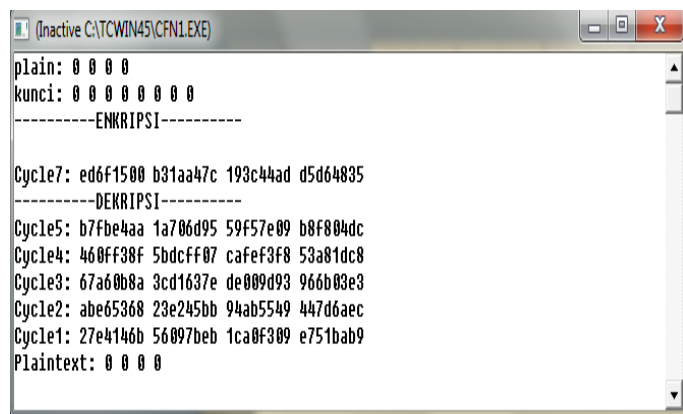 (Inactive C:\TCWIN45\CFN1.EXE)
plain: 0 0 0 0
kunci: 0 0 0 0 0 0 0 0
----------ENKRIPSI----------
Cycle7: ed6f1500 b31aa47c 193c44ad d5d64835
----------DEKRIPSI----------
Cycle5: b7fbe4aa 1a706d95 59f57e09 b8f804dc
Cycle4: 460ff38f 5bdcff07 cafef3f8 53a81dc8
Cycle3: 67a60b8a 3cd1637e de009d93 966b03e3
Cycle2: abe65368 23e245bb 94ab5549 447d6aec
Cycle1: 27e4146b 56097beb 1ca0f309 e751bab9
Plaintext: 0 0 0 0